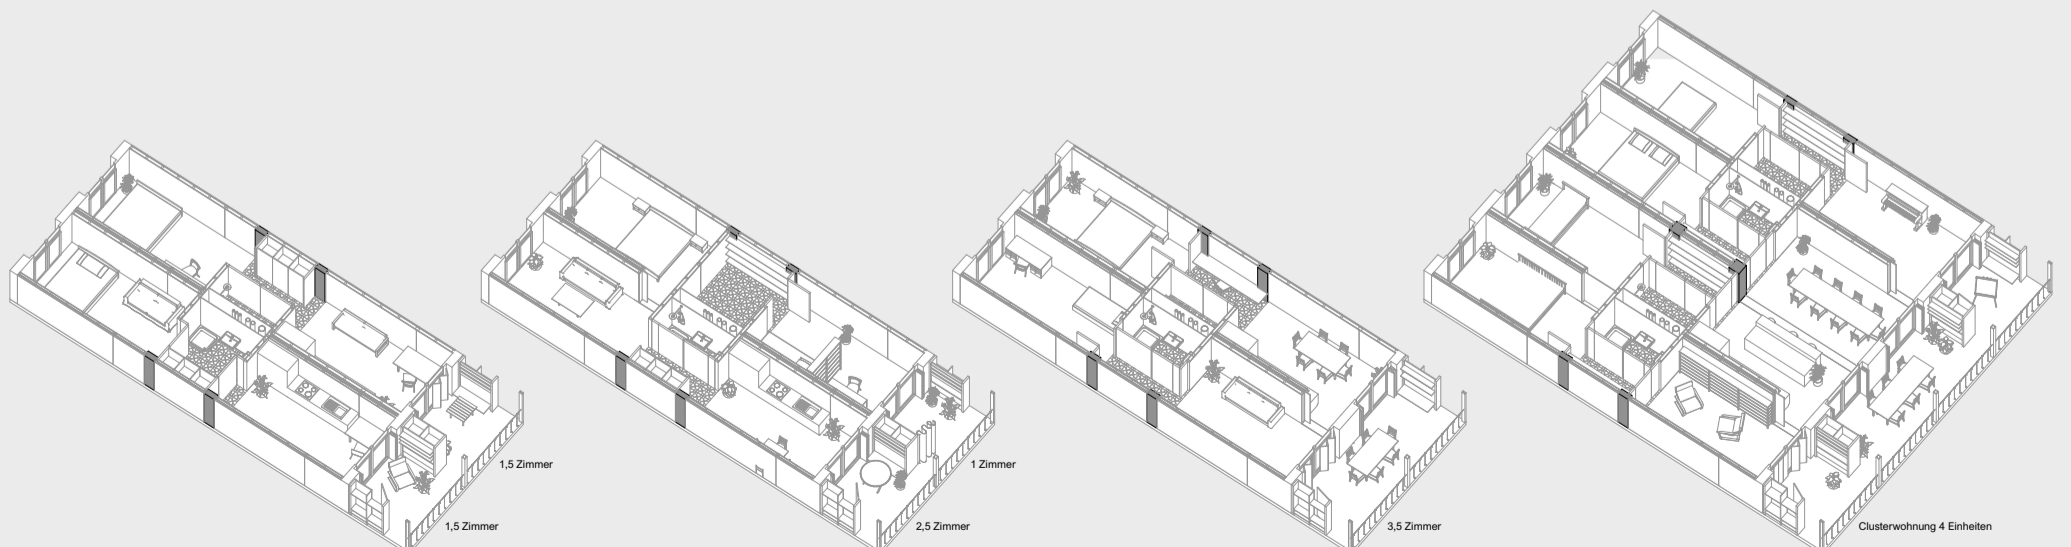 1,5 Zimmer
1,5 Zimmer
1 Zimmer
2,5 Zimmer
3,5 Zimmer
Clusterwohnung 4 Einheiten